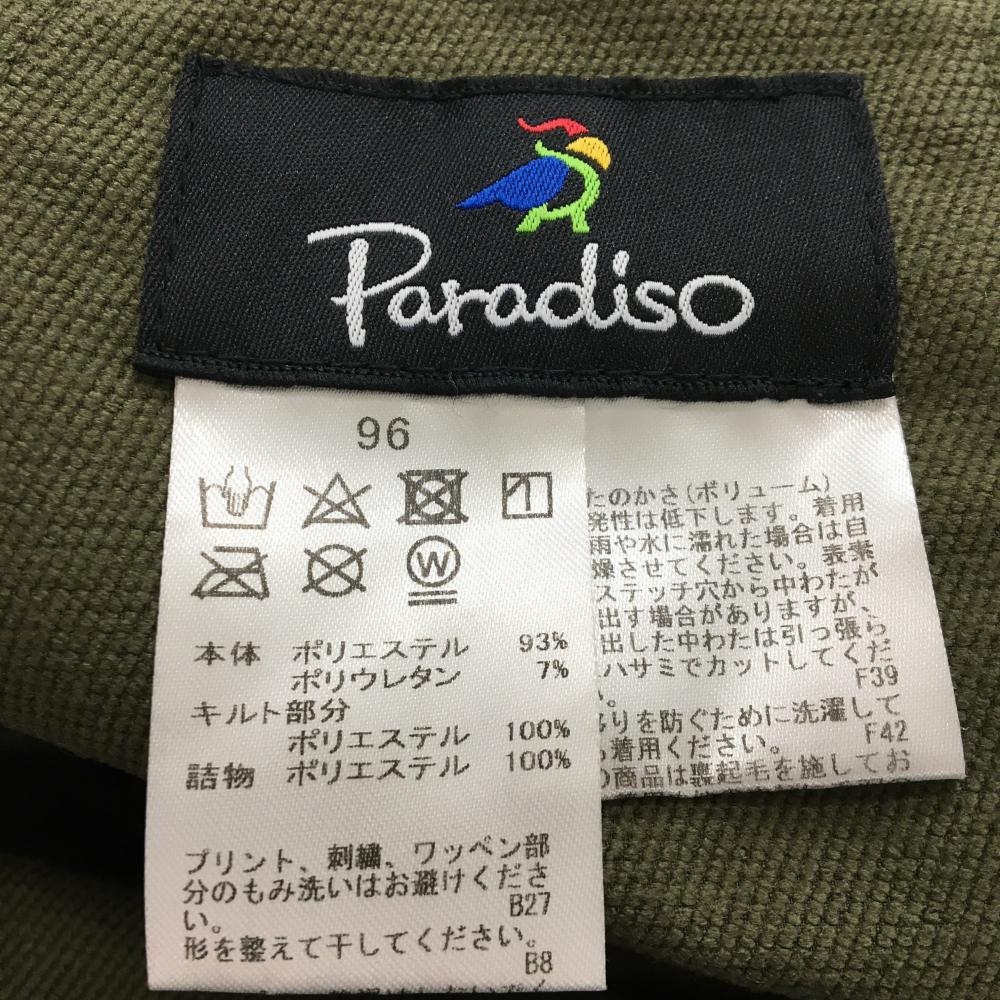 Paradiso
96
W
本体 ポリエステル 93%
ポリウレタン 7%
キルト部分
ポリエステル 100%
詰物 ポリエステル 100%
プリント、刺繍、ワッペン部
分のもみ洗いはお避けくださ
い。 B27
形を整えて干してください。
B8
たのかさ(ボリューム)
発性は低下します。着用
雨や水に濡れた場合は自
燥させてください。表素
ステッチ穴から中わたが
出す場合がありますが、
出した中わたは引っ張ら
ハサミでカットしてくだ
。 F39
移りを防ぐために洗濯して
着用ください。 F42
の商品は裏起毛を施してお